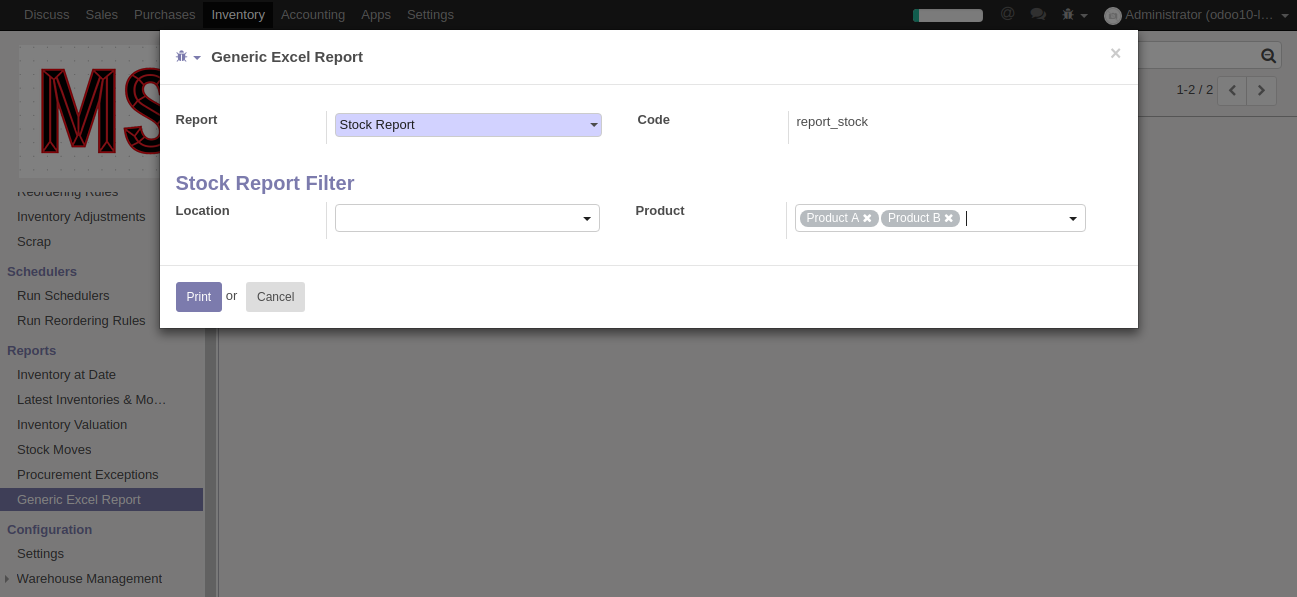 Discuss Sales Purchases Inventory Accounting Apps Settings @ Administrator (odoo10-l…
Generic Excel Report ×
1-2 / 2
MS
Report Stock Report Code report_stock
Stock Report Filter
Location Product Product A Product B
Print or Cancel
Reordering Rules
Inventory Adjustments
Scrap
Schedulers
Run Schedulers
Run Reordering Rules
Reports
Inventory at Date
Latest Inventories & Mo…
Inventory Valuation
Stock Moves
Procurement Exceptions
Generic Excel Report
Configuration
Settings
Warehouse Management